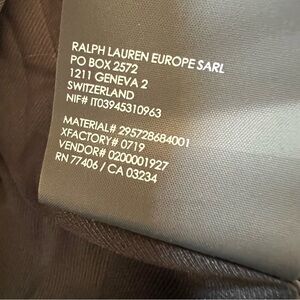 RALPH LAUREN EUROPE SARL
PO BOX 2572
1211 GENEVA 2
SWITZERLAND
NIF# IT03945310963
MATERIAL# 295728684001
XFACTORY# 0719
VENDOR# 0200001927
RN 77406 / CA 03234